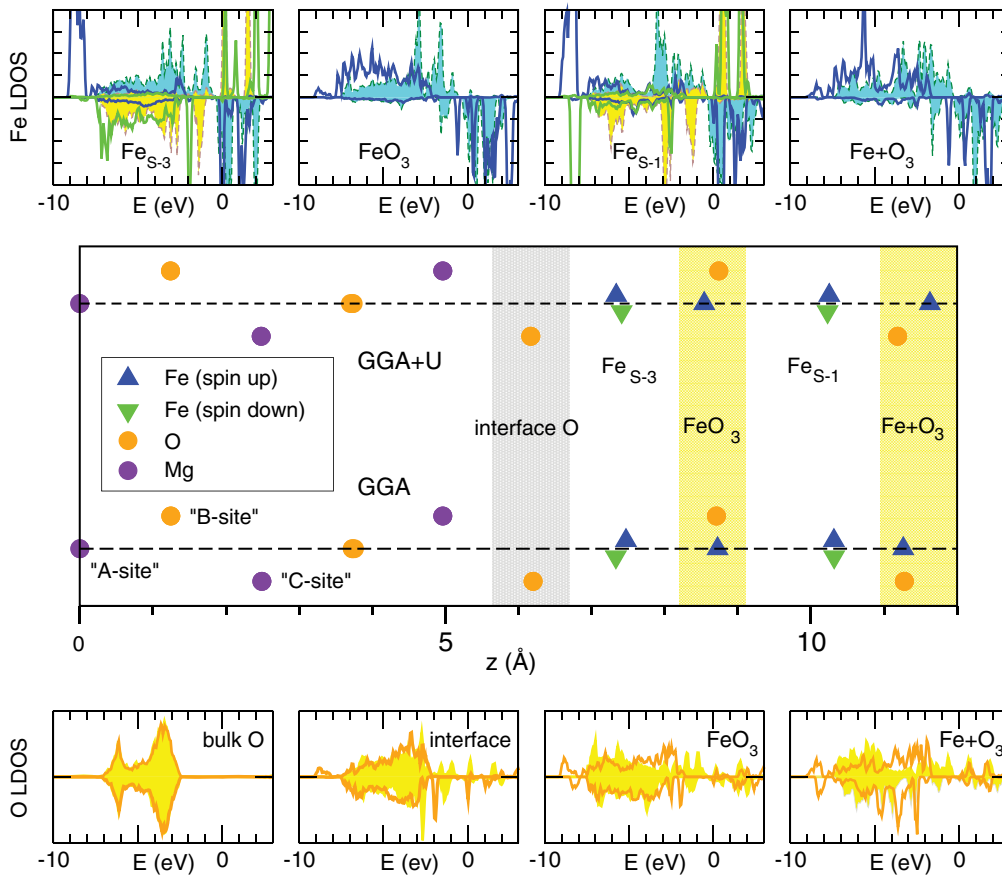 Fe LDOS
Fe S-3
FeO3
Fe S-1
Fe+O3
-10 E (eV) 0
-10 E (eV) 0
-10 E (eV) 0
-10 E (eV) 0
GGA+U
Fe S-3
Fe S-1
Fe (spin up)
Fe (spin down)
O
Mg
interface O
FeO 3
Fe+O3
GGA
"B-site"
"A-site"
"C-site"
0 5 10
z (Å)
O LDOS
bulk O
interface
FeO3
Fe+O3
-10 E (eV) 0
-10 E (ev) 0
-10 E (eV) 0
-10 E (eV) 0